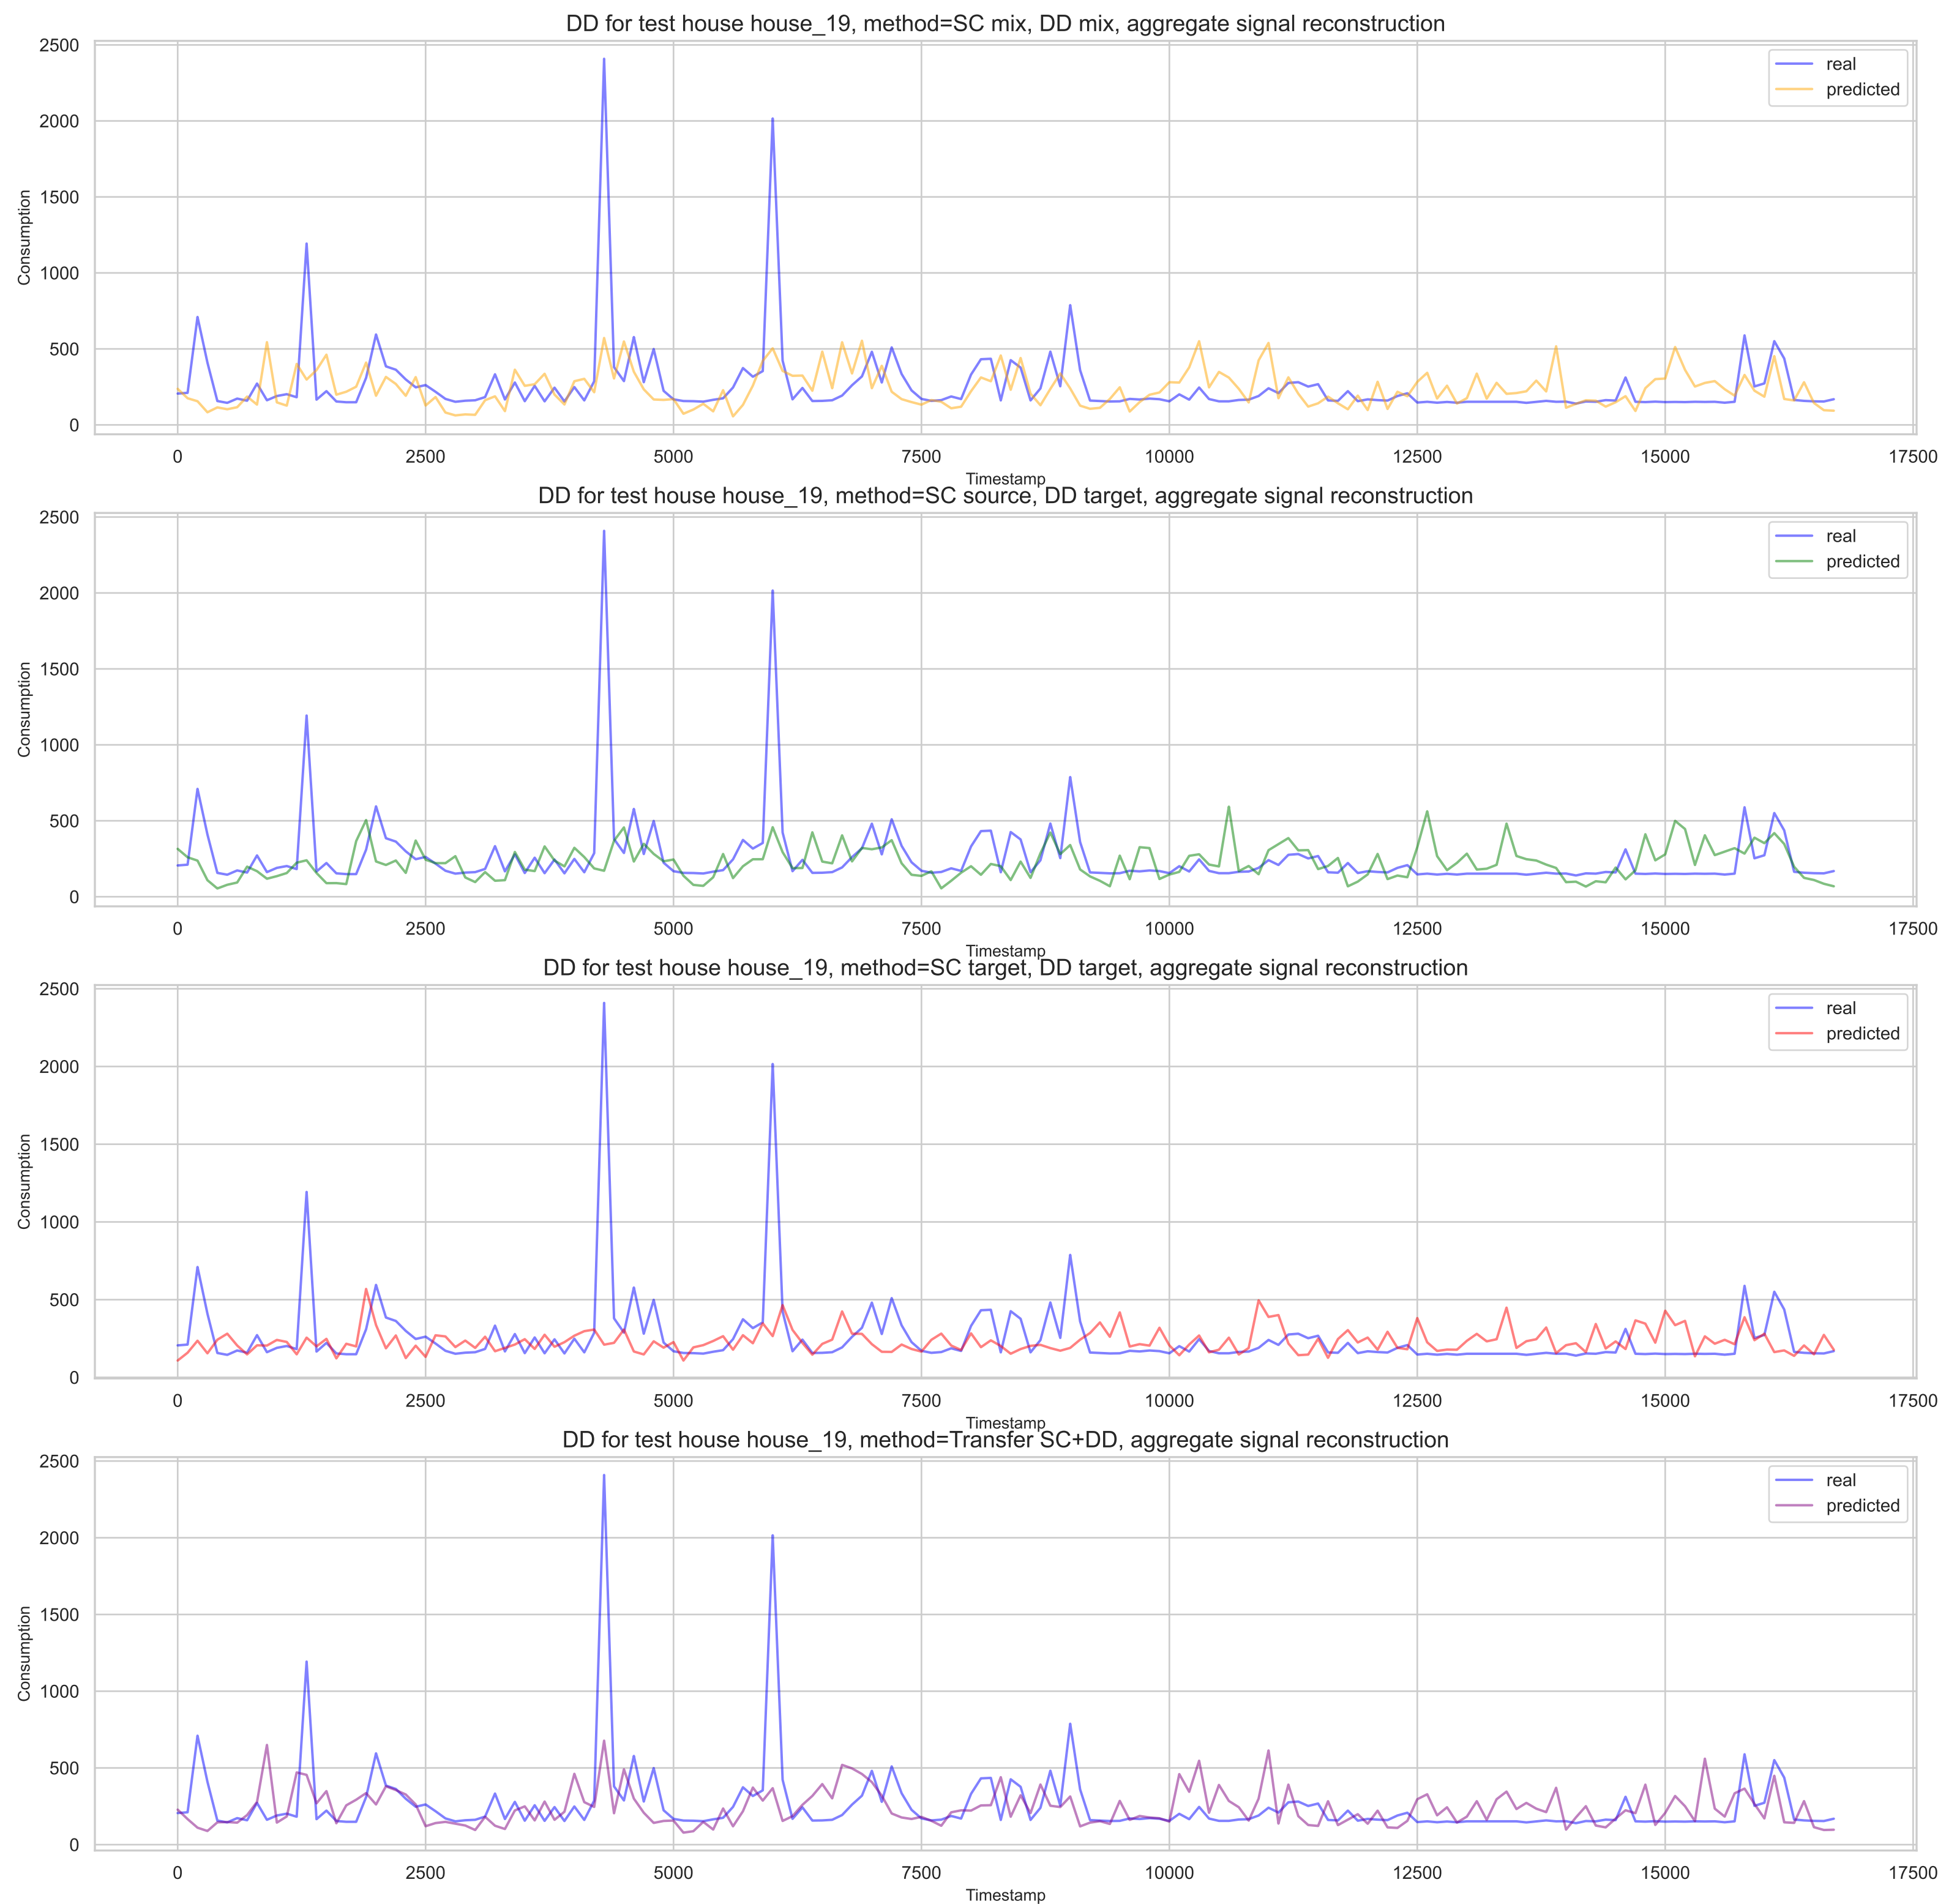 DD for test house house_19, method=SC mix, DD mix, aggregate signal reconstruction
2500
2000
1500
1000
500
0
Consumption
real
predicted
0 2500 5000 7500 10000 12500 15000 17500
Timestamp
DD for test house house_19, method=SC source, DD target, aggregate signal reconstruction
2500
2000
1500
1000
500
0
Consumption
real
predicted
0 2500 5000 7500 10000 12500 15000 17500
Timestamp
DD for test house house_19, method=SC target, DD target, aggregate signal reconstruction
2500
2000
1500
1000
500
0
Consumption
real
predicted
0 2500 5000 7500 10000 12500 15000 17500
Timestamp
DD for test house house_19, method=Transfer SC+DD, aggregate signal reconstruction
2500
2000
1500
1000
500
0
Consumption
real
predicted
0 2500 5000 7500 10000 12500 15000 17500
Timestamp